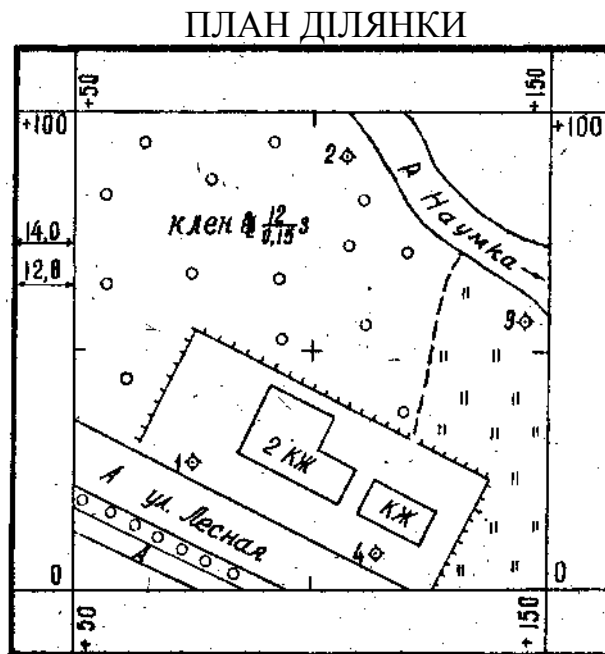 ПЛАН ДІЛЯНКИ
+50
+150
+100
+100
2
р Наумка
клен 12/0,15 3
14,0
12,8
9
2 КЖ
1
КЖ
А
ул. Лесная
4
А
0
0
+50
+150